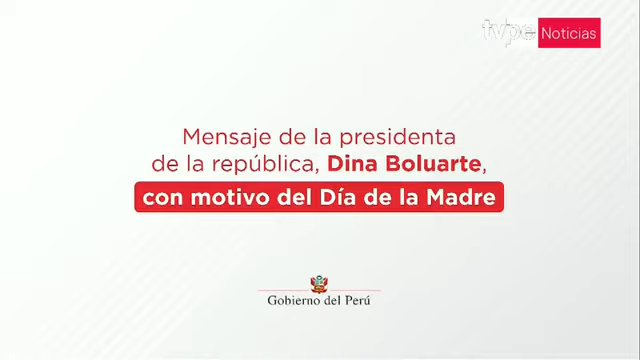 tvpe Noticias
Mensaje de la presidenta
de la república, Dina Boluarte,
con motivo del Día de la Madre
Gobierno del Perú